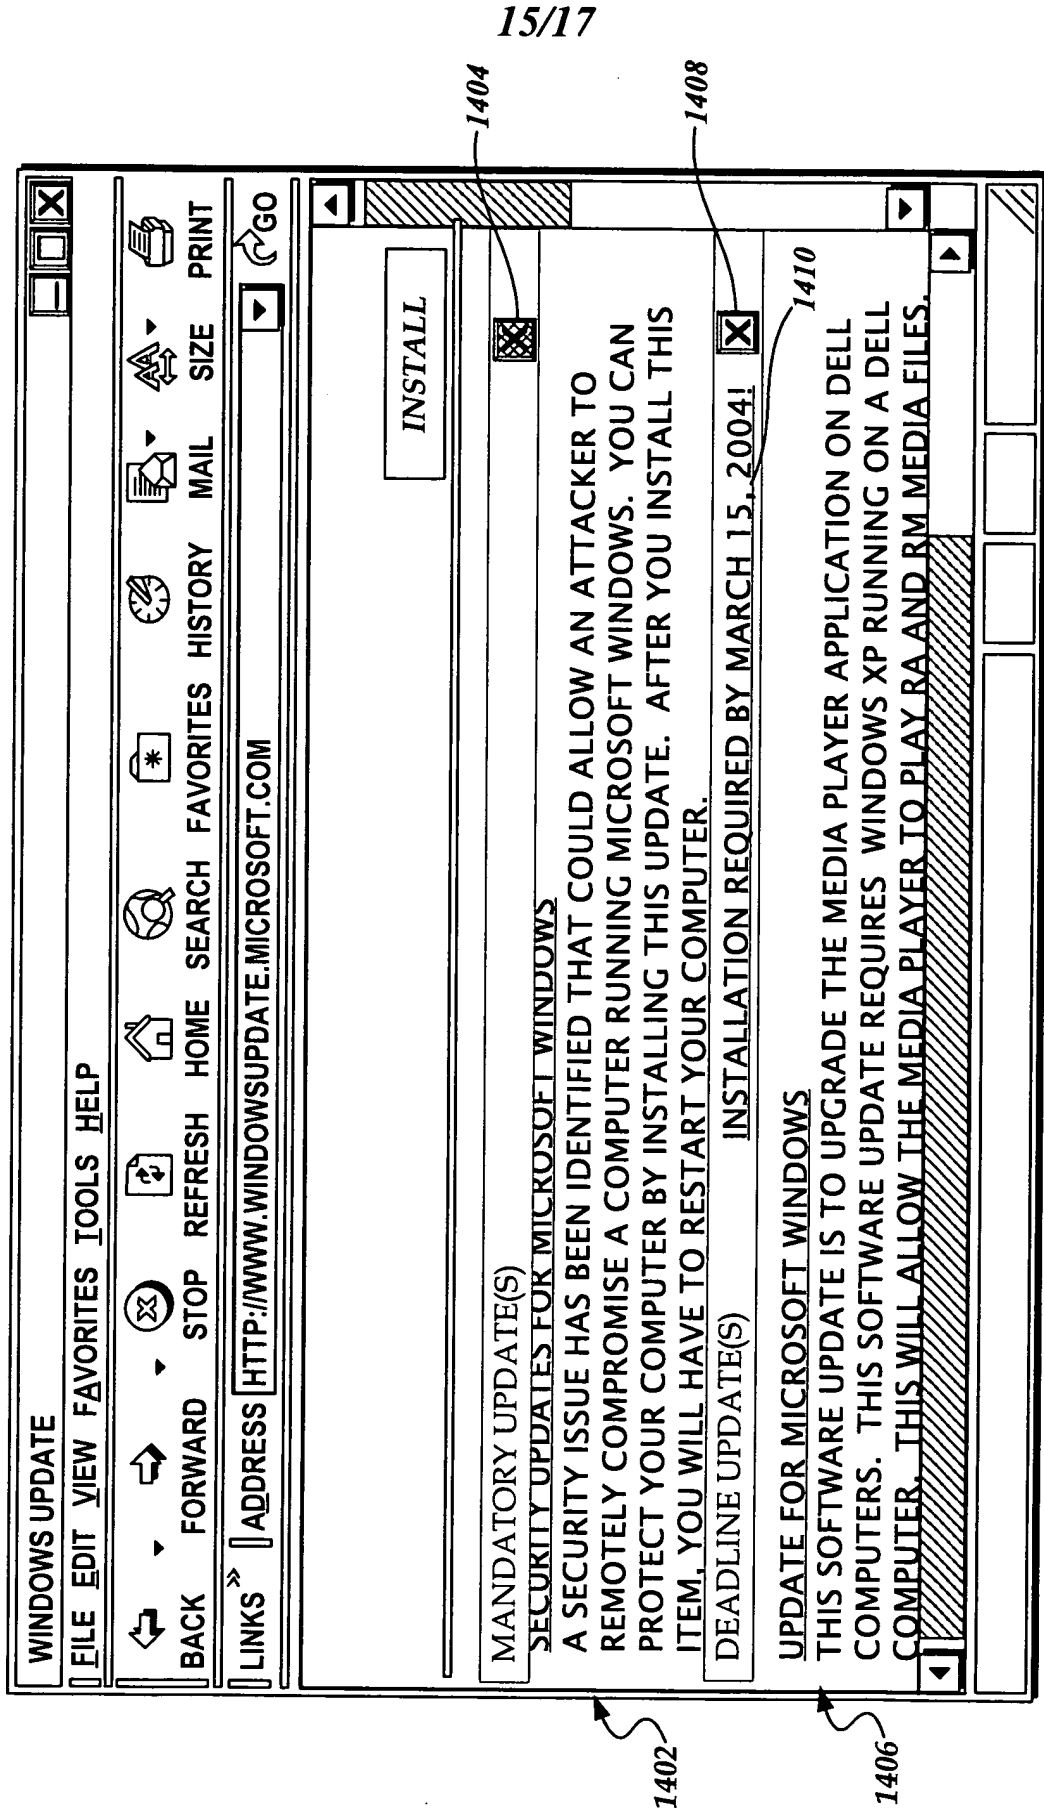 15/17
WINDOWS UPDATE
FILE EDIT VIEW FAVORITES TOOLS HELP
BACK FORWARD STOP REFRESH HOME SEARCH FAVORITES HISTORY MAIL SIZE PRINT
LINKS » ADDRESS HTTP://WWW.WINDOWSUPDATE.MICROSOFT.COM GO
INSTALL
MANDATORY UPDATE(S)
1404
SECURITY UPDATES FOR MICROSOFT WINDOWS
A SECURITY ISSUE HAS BEEN IDENTIFIED THAT COULD ALLOW AN ATTACKER TO
REMOTELY COMPROMISE A COMPUTER RUNNING MICROSOFT WINDOWS. YOU CAN
PROTECT YOUR COMPUTER BY INSTALLING THIS UPDATE. AFTER YOU INSTALL THIS
ITEM, YOU WILL HAVE TO RESTART YOUR COMPUTER.
1402
DEADLINE UPDATE(S) INSTALLATION REQUIRED BY MARCH 15, 2004!
1408
1410
UPDATE FOR MICROSOFT WINDOWS
THIS SOFTWARE UPDATE IS TO UPGRADE THE MEDIA PLAYER APPLICATION ON DELL
COMPUTERS. THIS SOFTWARE UPDATE REQUIRES WINDOWS XP RUNNING ON A DELL
COMPUTER. THIS WILL ALLOW THE MEDIA PLAYER TO PLAY RA AND RM MEDIA FILES.
1406